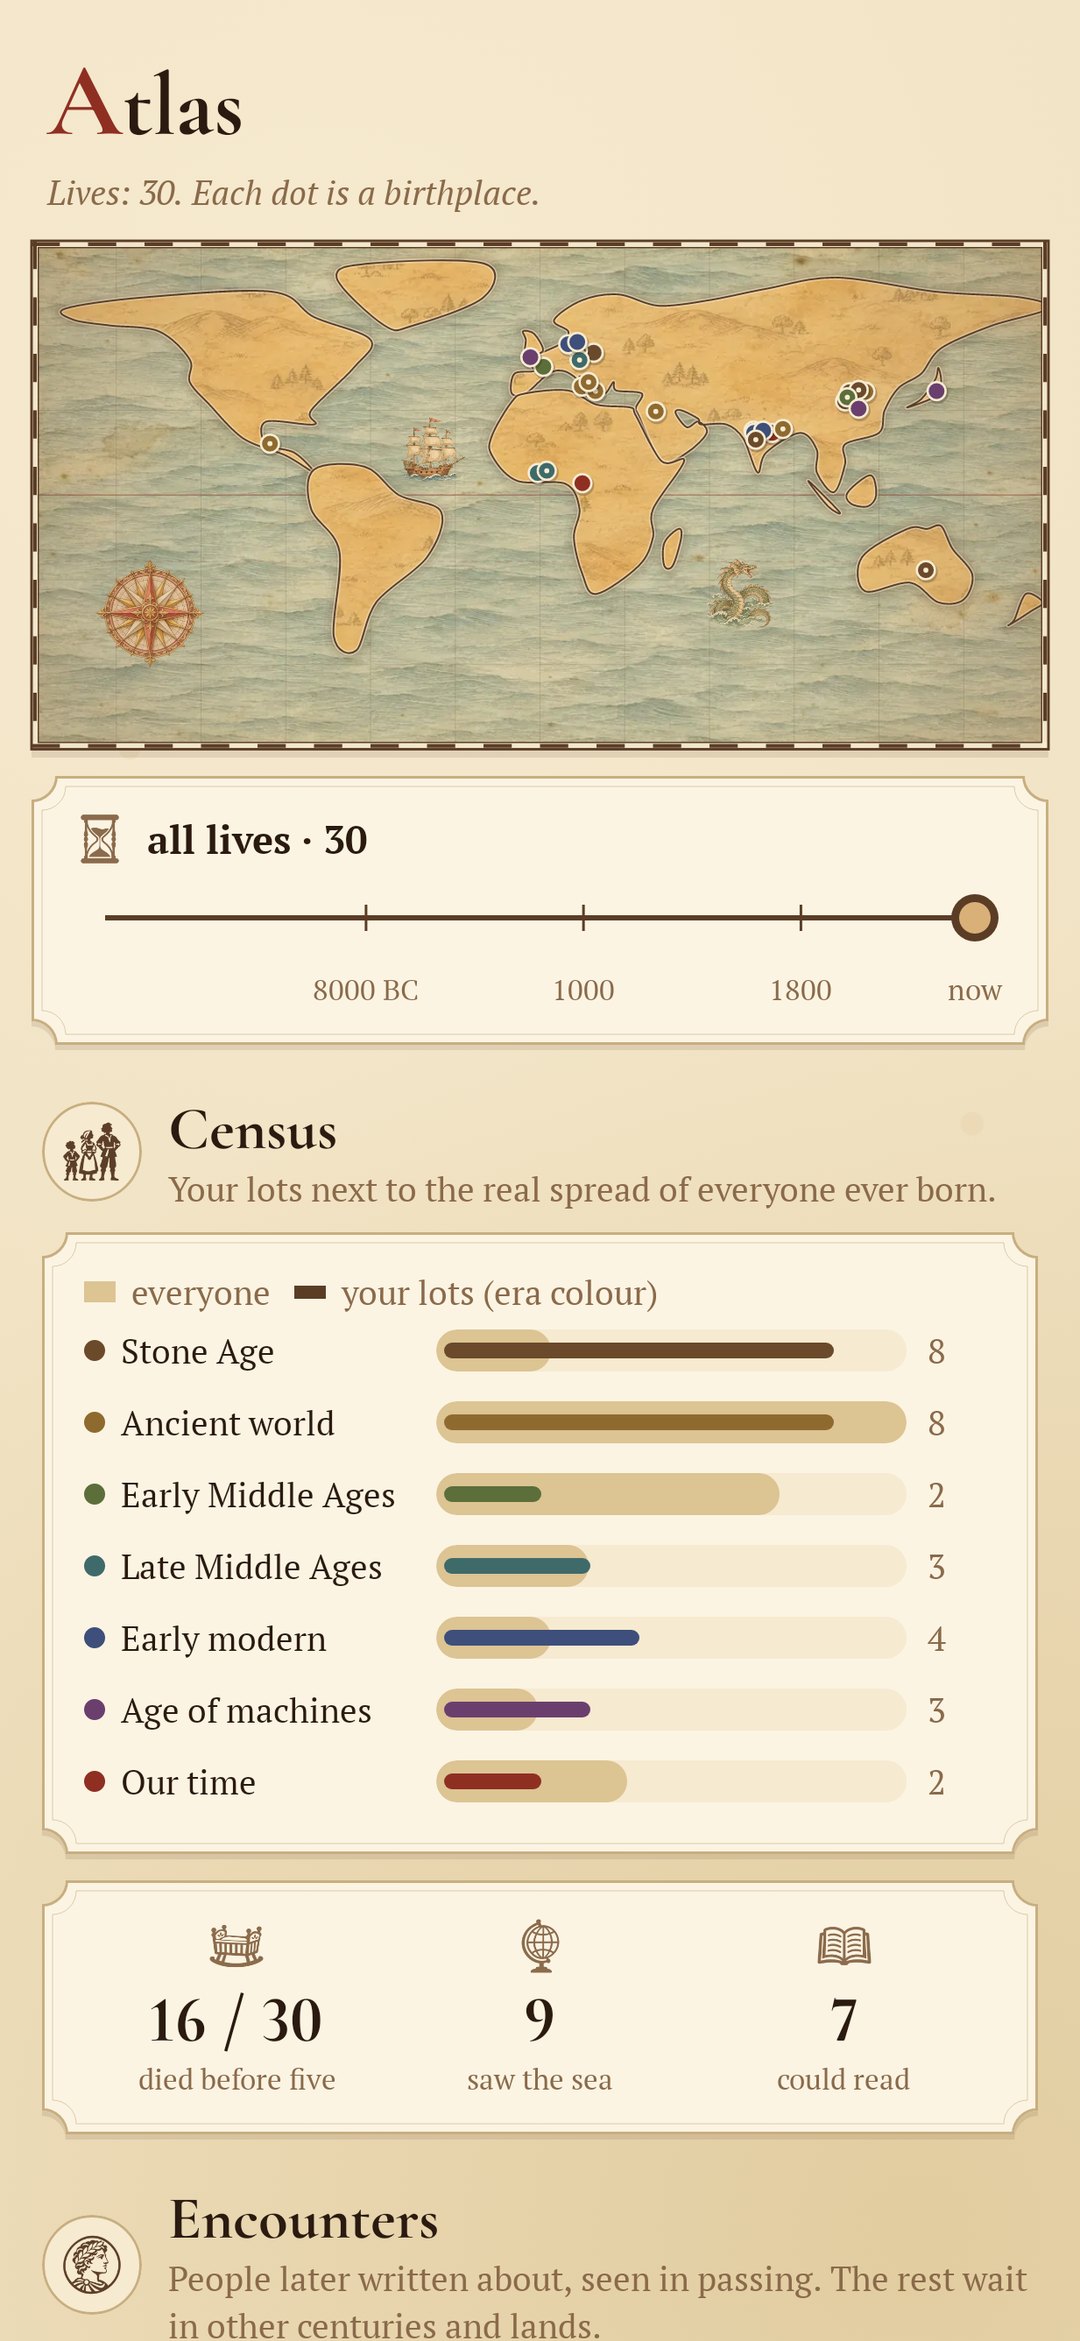 Atlas
Lives: 30. Each dot is a birthplace.
all lives · 30
8000 BC 1000 1800 now
Census
Your lots next to the real spread of everyone ever born.
everyone your lots (era colour)
Stone Age 8
Ancient world 8
Early Middle Ages 2
Late Middle Ages 3
Early modern 4
Age of machines 3
Our time 2
16 / 30 9 7
died before five saw the sea could read
Encounters
People later written about, seen in passing. The rest wait
in other centuries and lands.